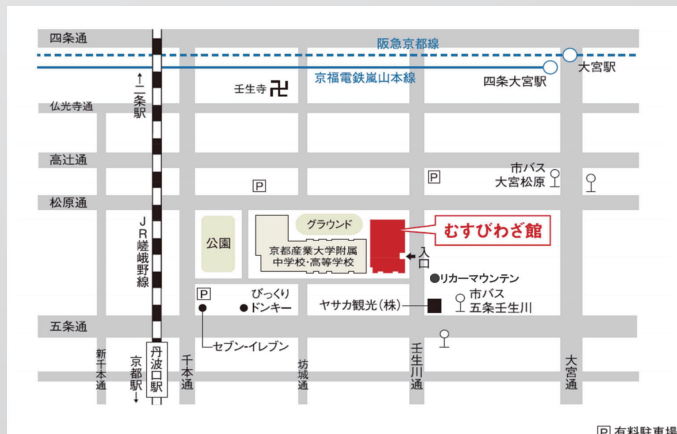 四条通
阪急京都線
大宮駅
京福電鉄嵐山本線
四条大宮駅
壬生寺
←二条駅
仏光寺通
高辻通
P
P
市バス
大宮松原
松原通
JR嵯峨野線
公園
グラウンド
京都産業大学附属
中学校・高等学校
むすびわざ館
入口
リカーマウンテン
P
びっくり
ドンキー
ヤサカ観光(株)
市バス
五条壬生川
五条通
セブン-イレブン
新千本通
京都駅→
丹波口駅
千本通
坊城通
壬生川通
大宮通
P 有料駐車場